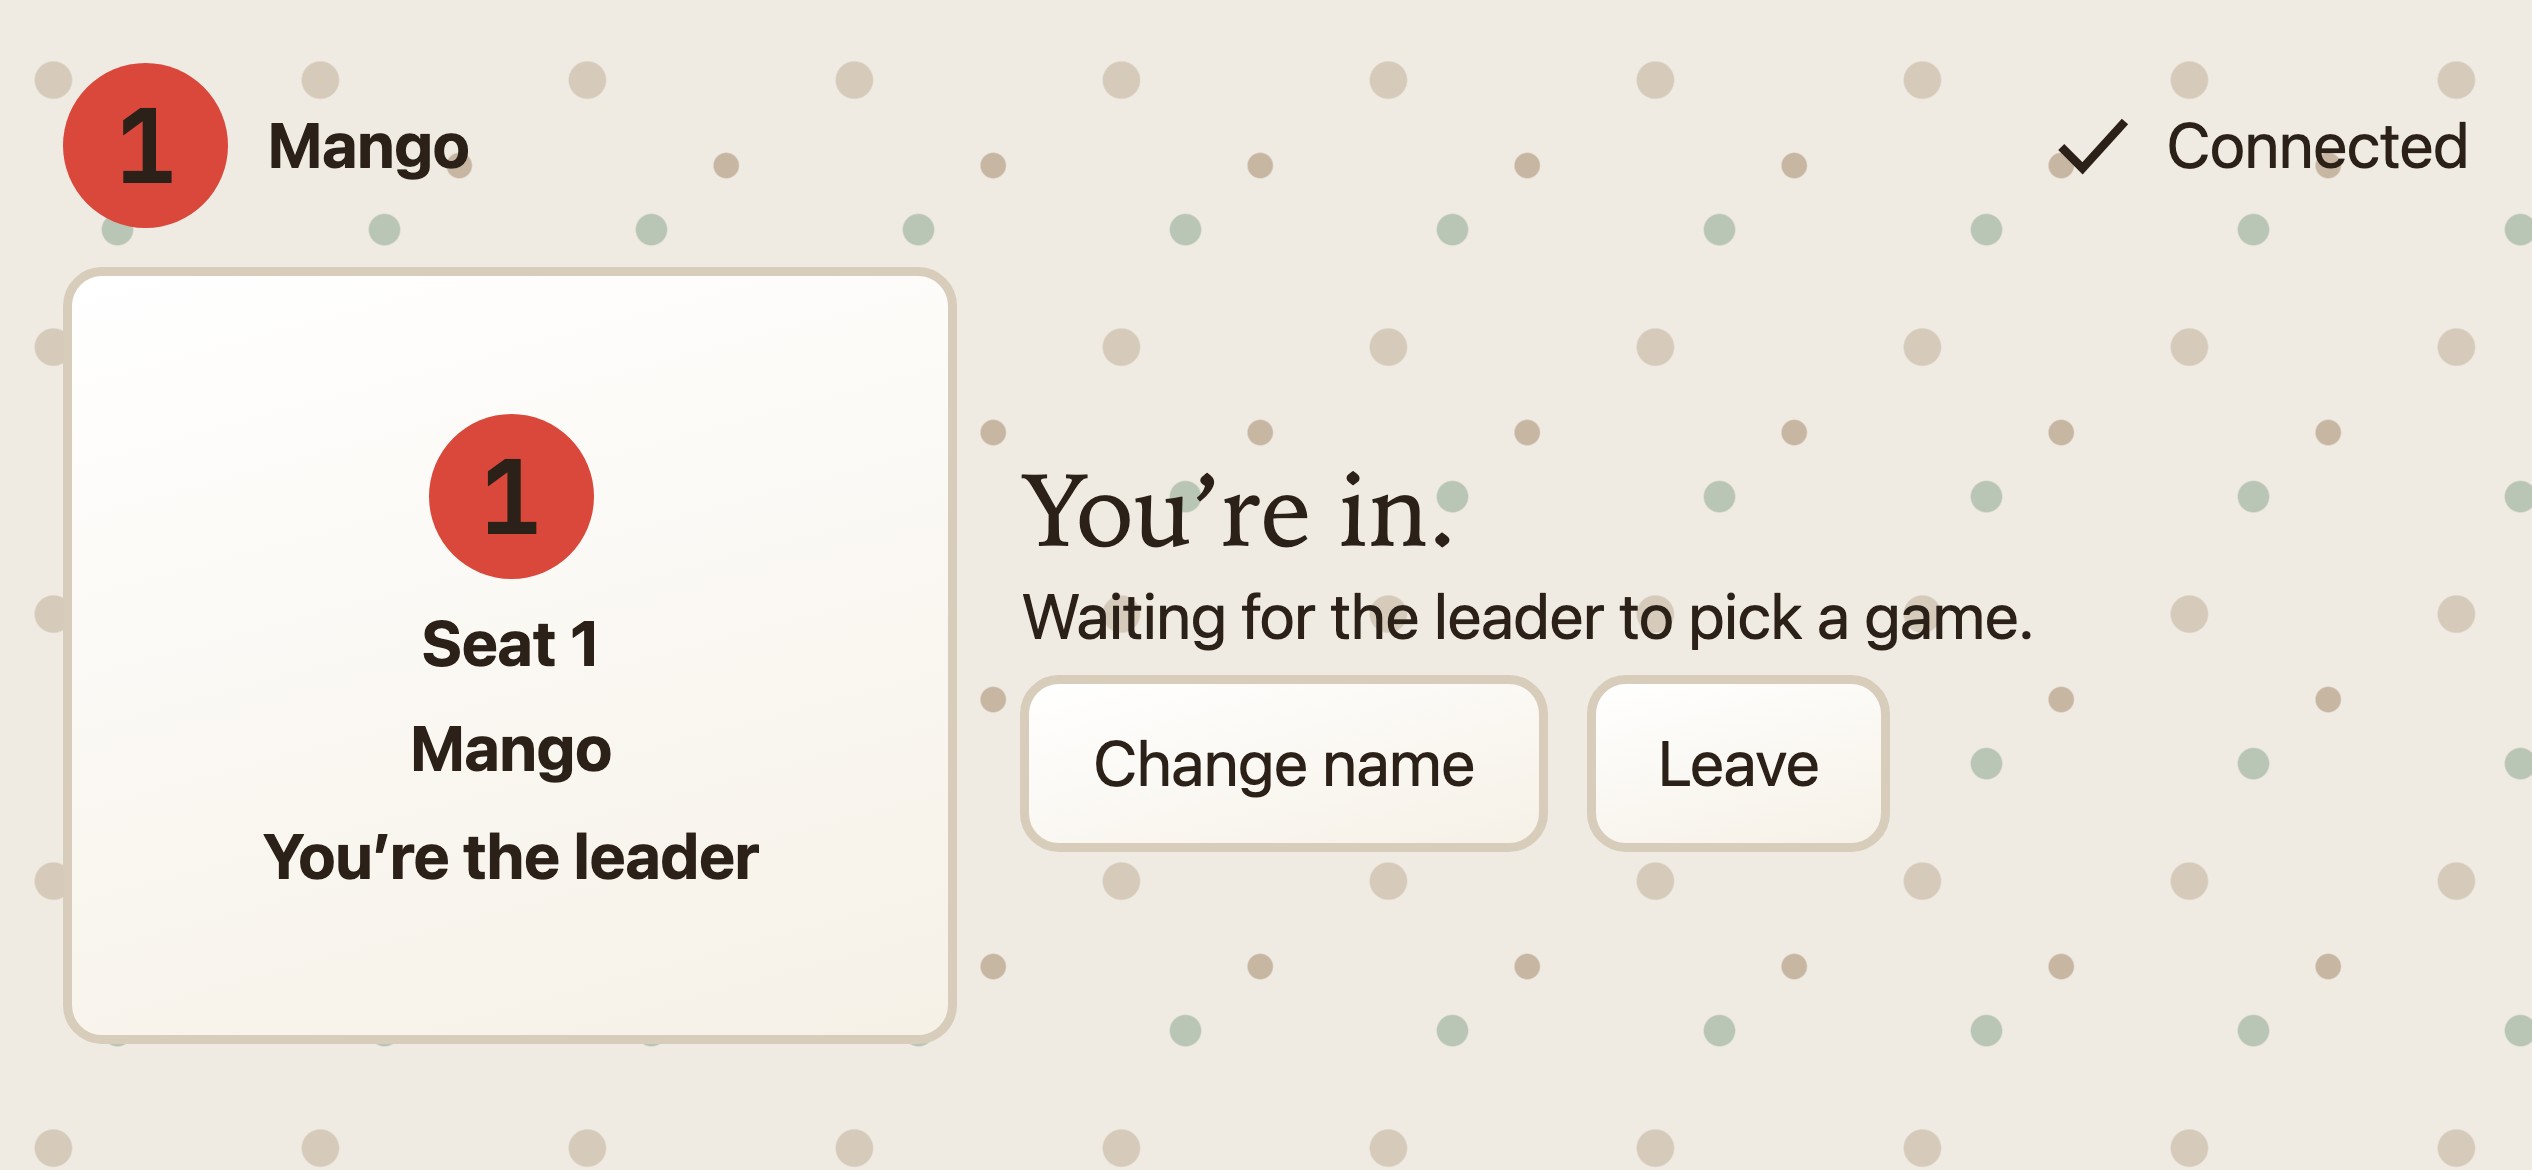 1 Mango
Connected
1
Seat 1
Mango
You’re the leader
You’re in.
Waiting for the leader to pick a game.
Change name
Leave